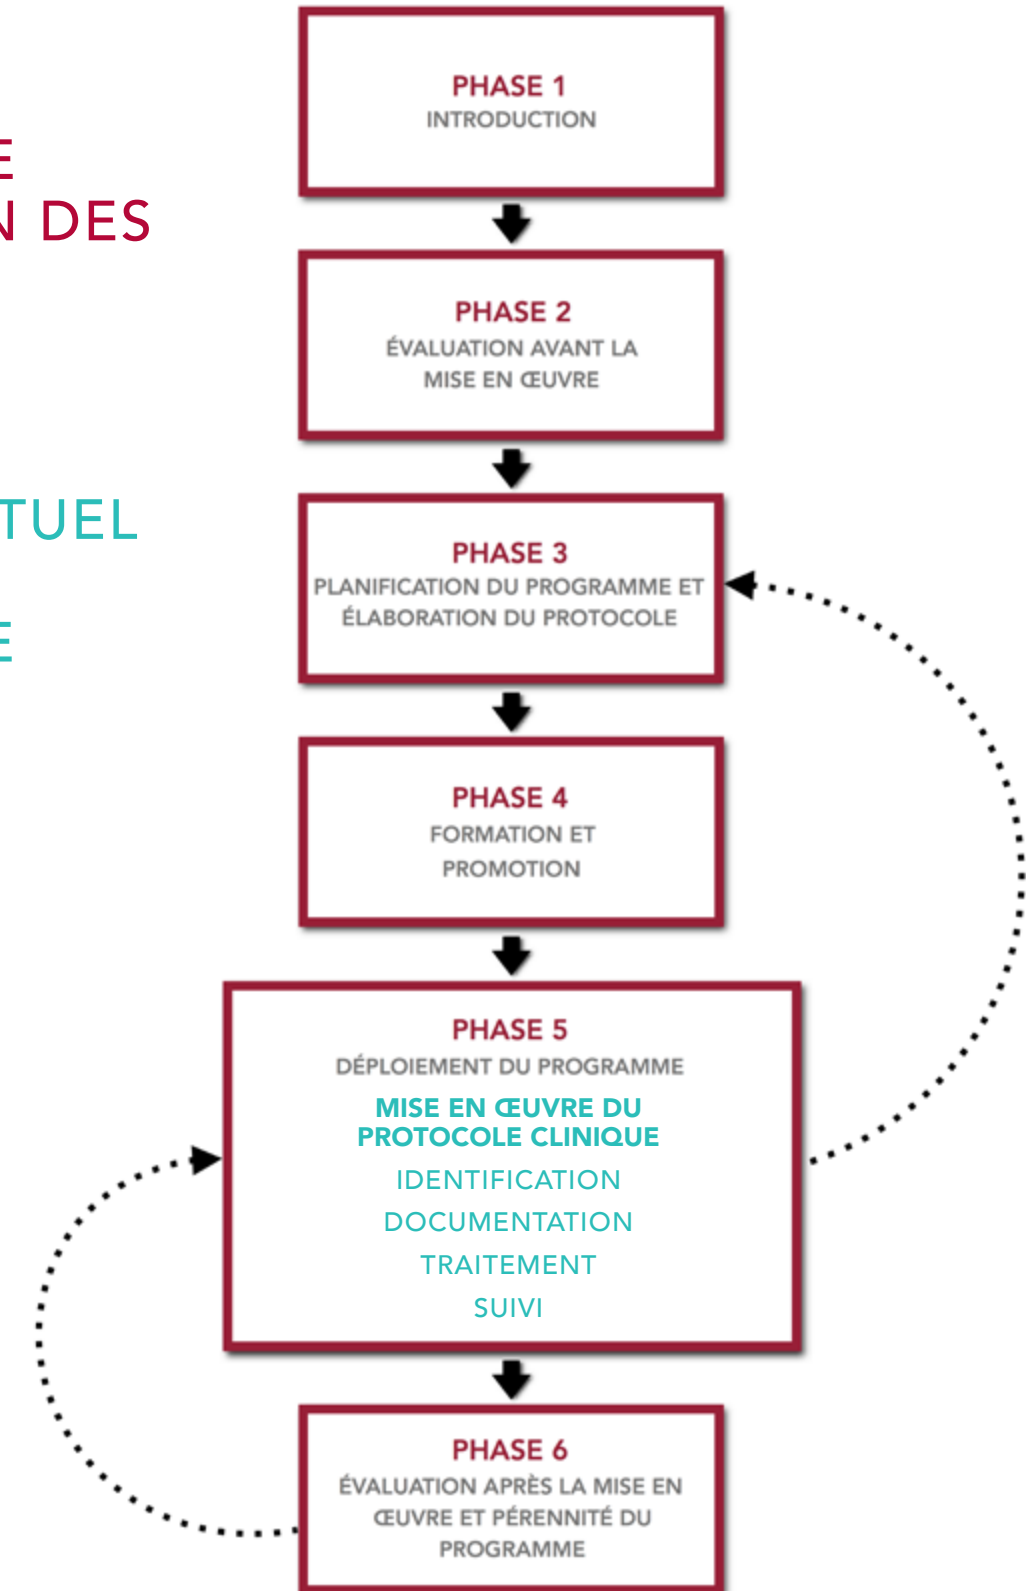 E
N DES
TUEL
E
PHASE 1
INTRODUCTION
PHASE 2
ÉVALUATION AVANT LA
MISE EN ŒUVRE
PHASE 3
PLANIFICATION DU PROGRAMME ET
ÉLABORATION DU PROTOCOLE
PHASE 4
FORMATION ET
PROMOTION
PHASE 5
DÉPLOIEMENT DU PROGRAMME
MISE EN ŒUVRE DU
PROTOCOLE CLINIQUE
IDENTIFICATION
DOCUMENTATION
TRAITEMENT
SUIVI
PHASE 6
ÉVALUATION APRÈS LA MISE EN
ŒUVRE ET PÉRENNITÉ DU
PROGRAMME